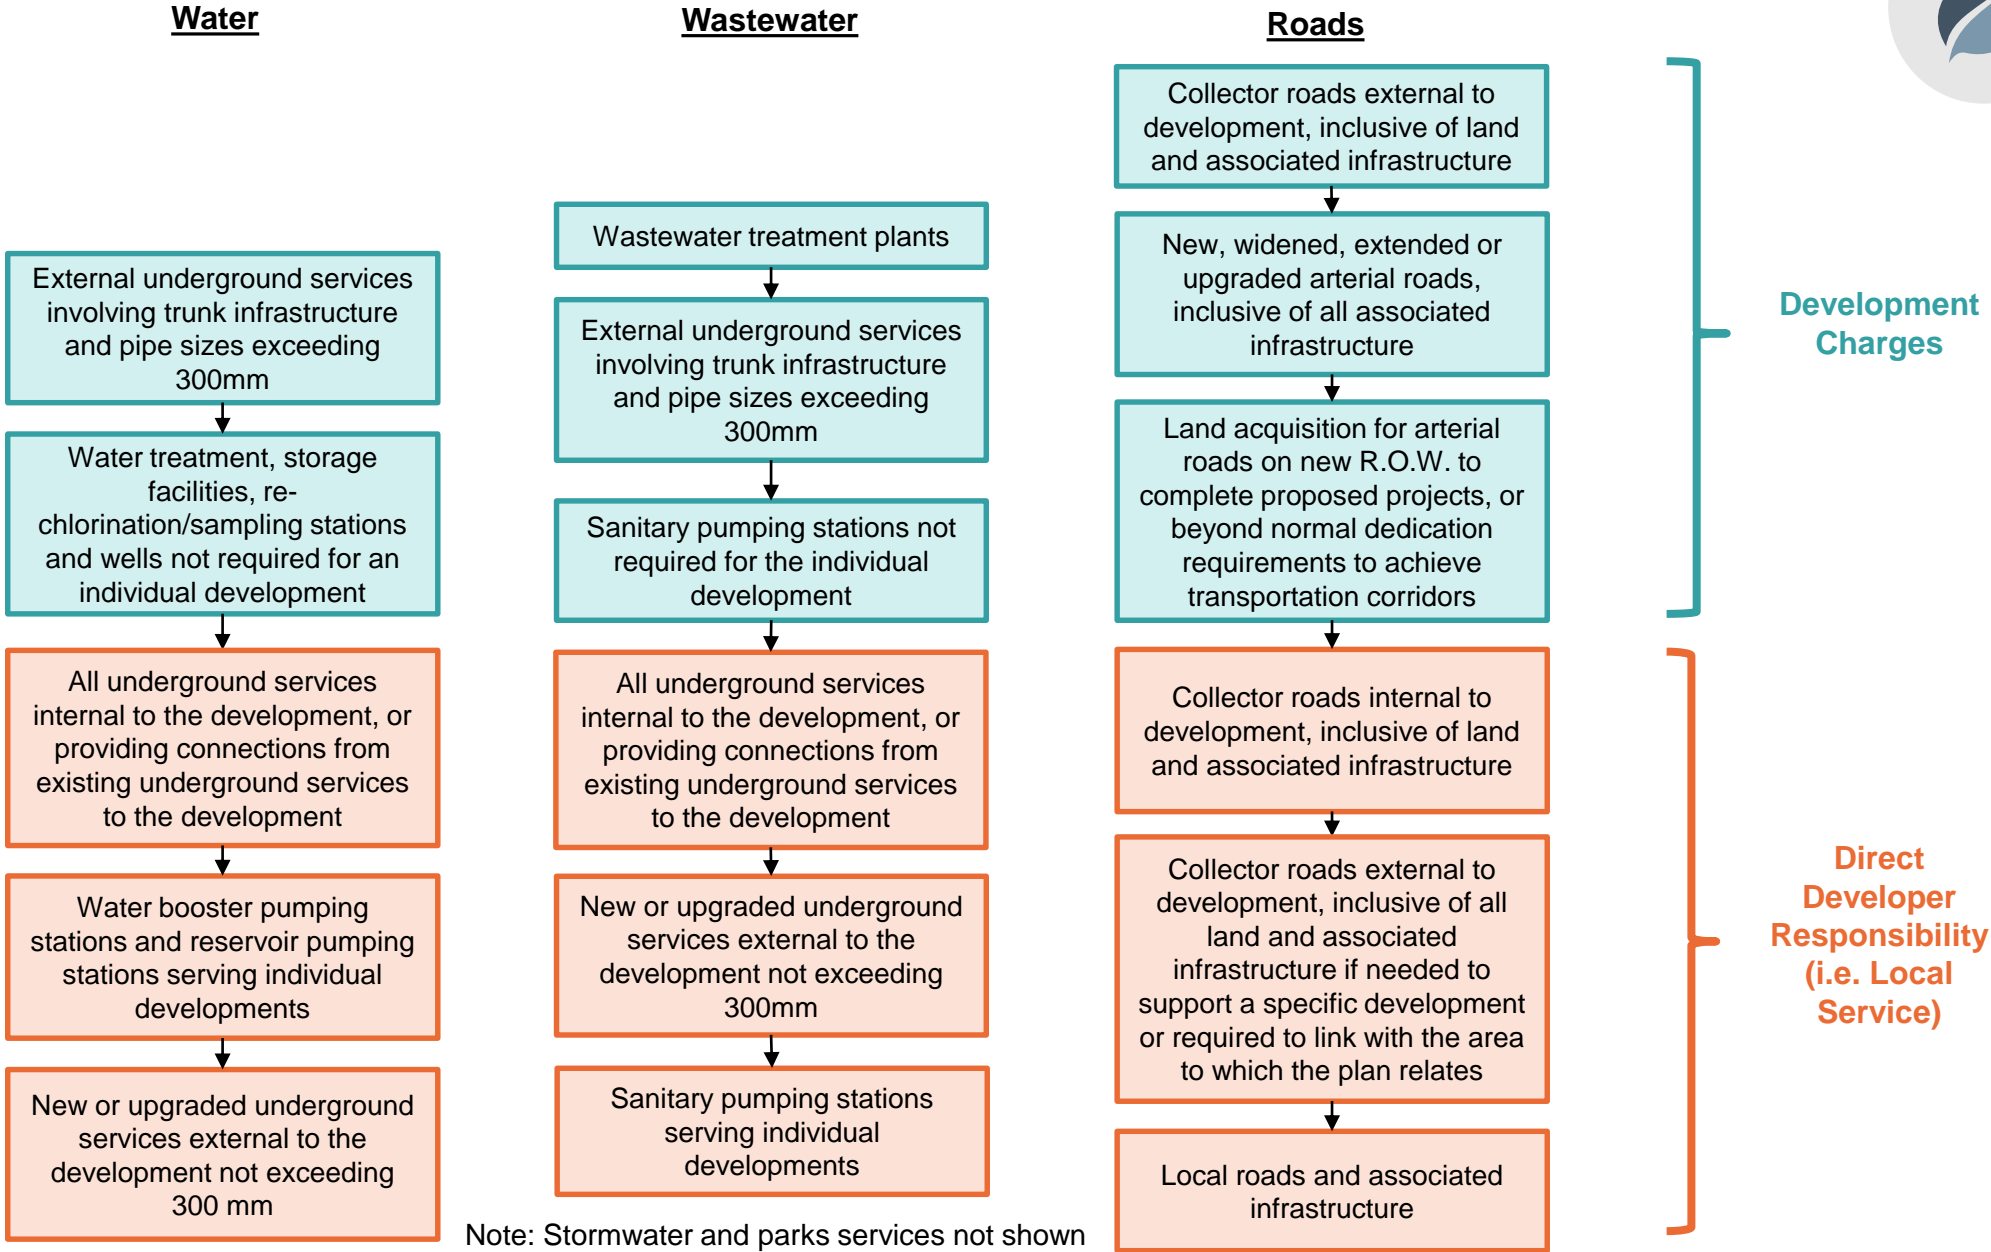 Water
External underground services
involving trunk infrastructure
and pipe sizes exceeding
300mm
Water treatment, storage
facilities, re-
chlorination/sampling stations
and wells not required for an
individual development
All underground services
internal to the development, or
providing connections from
existing underground services
to the development
Water booster pumping
stations and reservoir pumping
stations serving individual
developments
New or upgraded underground
services external to the
development not exceeding
300 mm
Wastewater
Wastewater treatment plants
External underground services
involving trunk infrastructure
and pipe sizes exceeding
300mm
Sanitary pumping stations not
required for the individual
development
All underground services
internal to the development, or
providing connections from
existing underground services
to the development
New or upgraded underground
services external to the
development not exceeding
300mm
Sanitary pumping stations
serving individual
developments
Roads
Collector roads external to
development, inclusive of land
and associated infrastructure
New, widened, extended or
upgraded arterial roads,
inclusive of all associated
infrastructure
Land acquisition for arterial
roads on new R.O.W. to
complete proposed projects, or
beyond normal dedication
requirements to achieve
transportation corridors
Collector roads internal to
development, inclusive of land
and associated infrastructure
Collector roads external to
development, inclusive of all
land and associated
infrastructure if needed to
support a specific development
or required to link with the area
to which the plan relates
Local roads and associated
infrastructure
Development
Charges
Direct
Developer
Responsibility
(i.e. Local
Service)
Note: Stormwater and parks services not shown